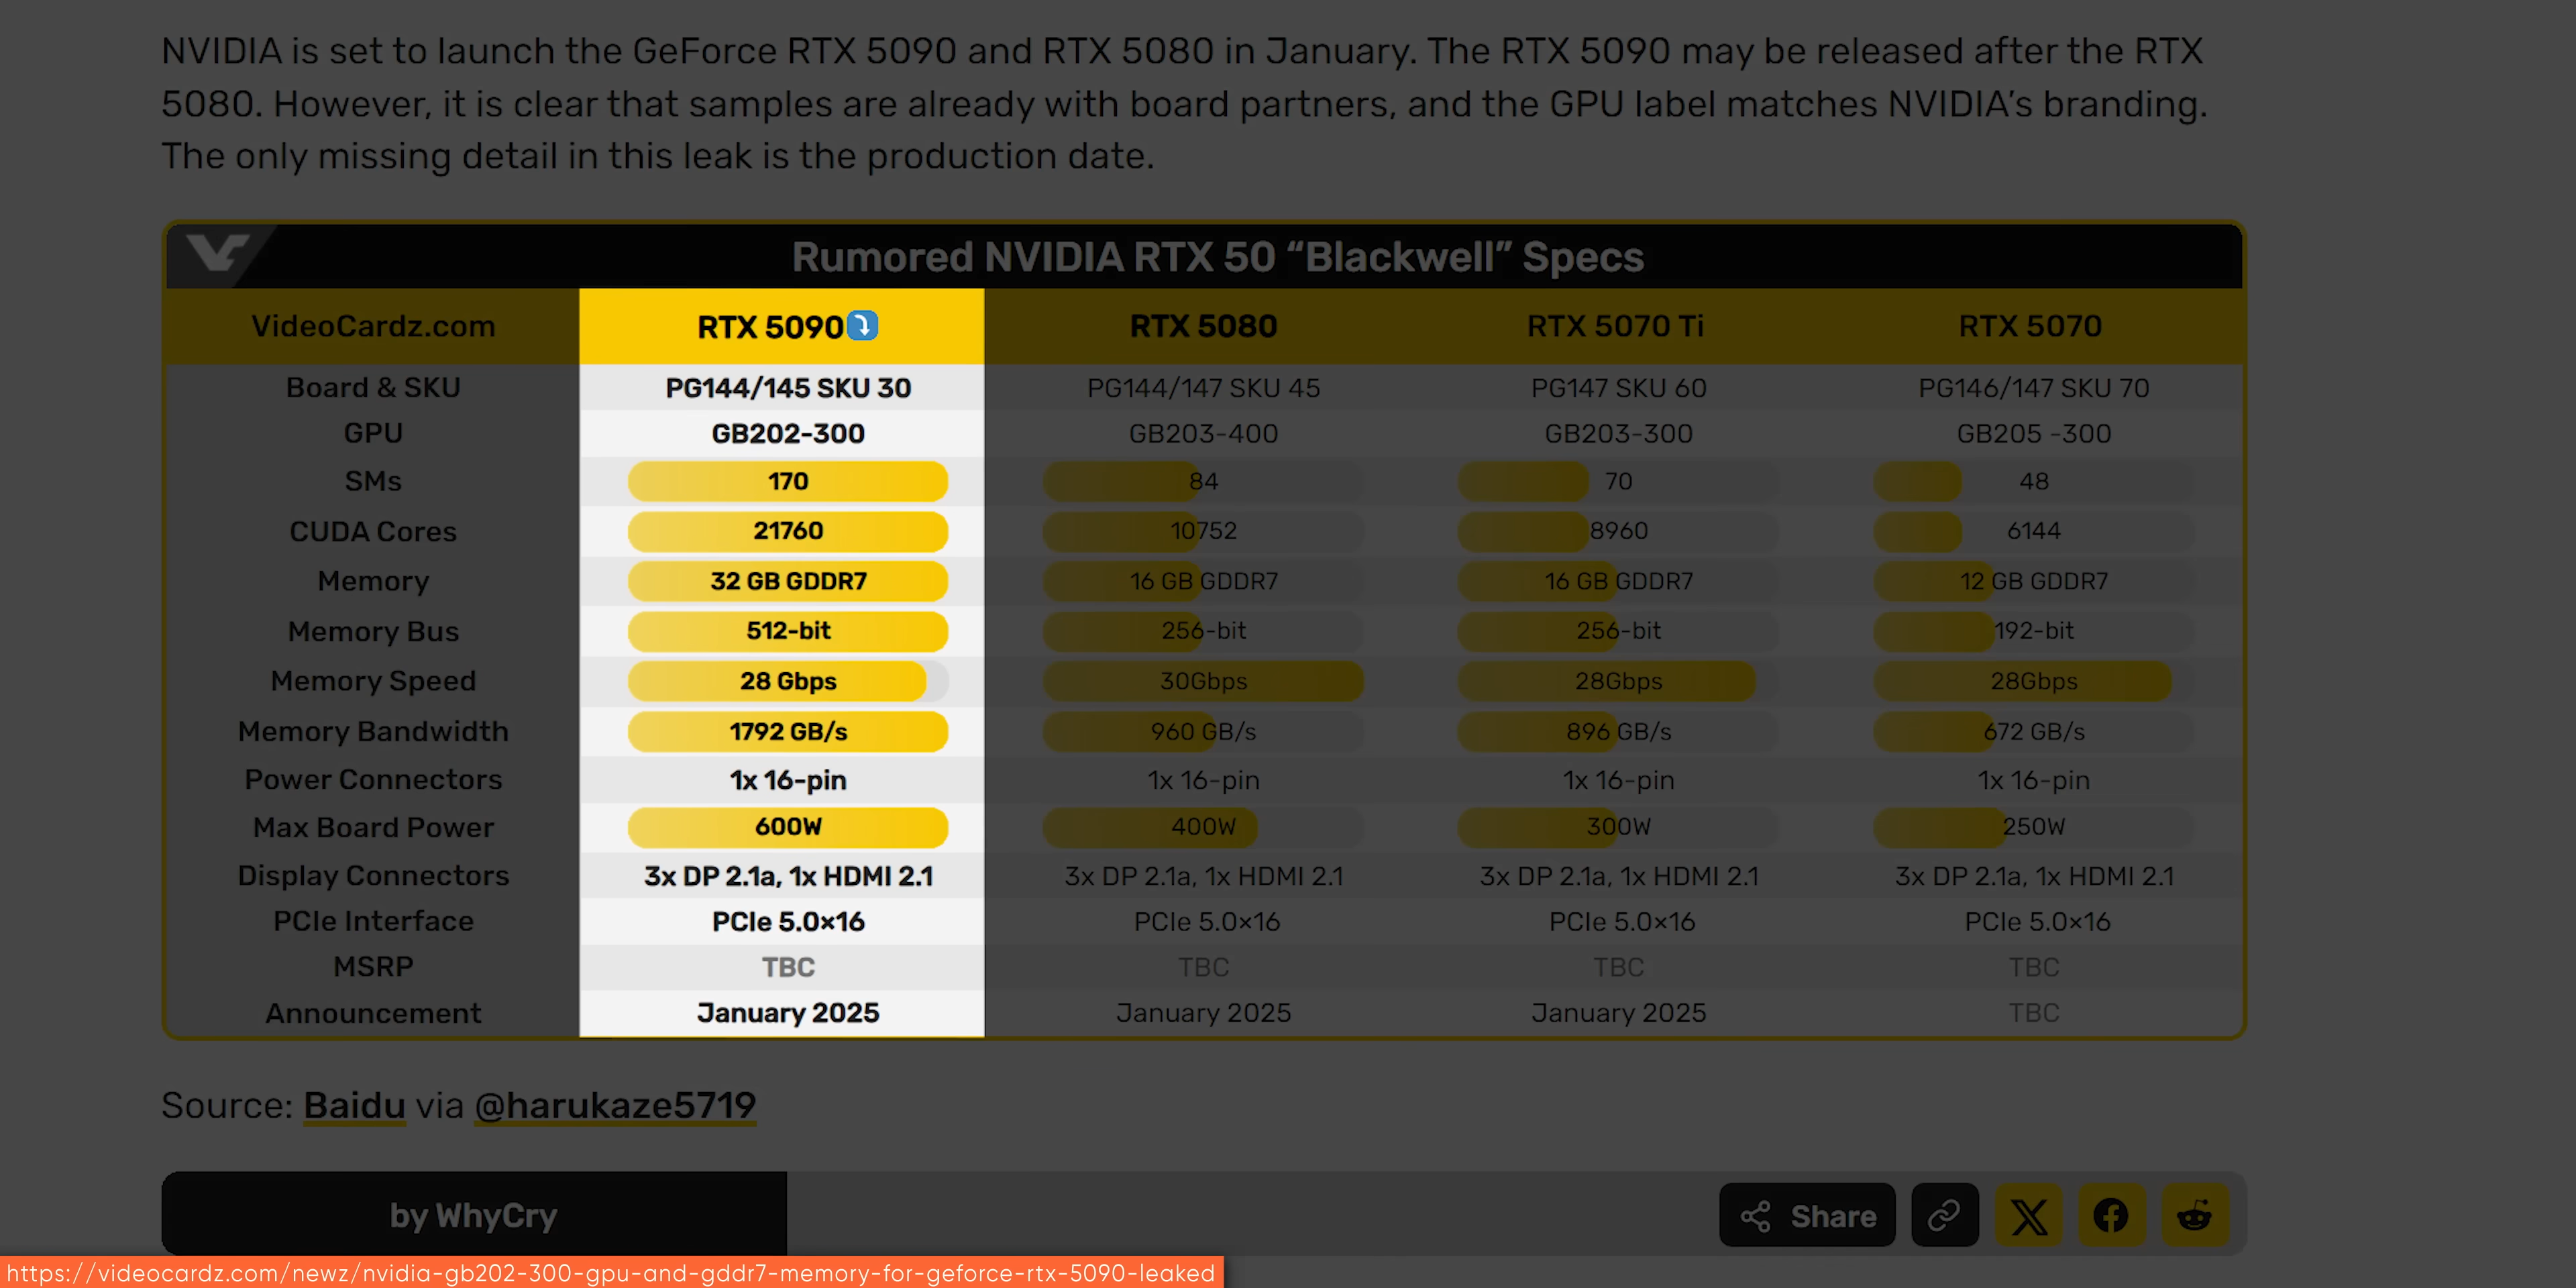 NVIDIA is set to launch the GeForce RTX 5090 and RTX 5080 in January. The RTX 5090 may be released after the RTX
5080. However, it is clear that samples are already with board partners, and the GPU label matches NVIDIA’s branding.
The only missing detail in this leak is the production date.
Rumored NVIDIA RTX 50 “Blackwell” Specs
VideoCardz.com RTX 5090 RTX 5080 RTX 5070 Ti RTX 5070
Board & SKU PG144/145 SKU 30 PG144/147 SKU 45 PG147 SKU 60 PG146/147 SKU 70
GPU GB202-300 GB203-400 GB203-300 GB205 -300
SMs 170 84 70 48
CUDA Cores 21760 10752 8960 6144
Memory 32 GB GDDR7 16 GB GDDR7 16 GB GDDR7 12 GB GDDR7
Memory Bus 512-bit 256-bit 256-bit 192-bit
Memory Speed 28 Gbps 30Gbps 28Gbps 28Gbps
Memory Bandwidth 1792 GB/s 960 GB/s 896 GB/s 672 GB/s
Power Connectors 1x 16-pin 1x 16-pin 1x 16-pin 1x 16-pin
Max Board Power 600W 400W 300W 250W
Display Connectors 3x DP 2.1a, 1x HDMI 2.1 3x DP 2.1a, 1x HDMI 2.1 3x DP 2.1a, 1x HDMI 2.1 3x DP 2.1a, 1x HDMI 2.1
PCIe Interface PCIe 5.0×16 PCIe 5.0×16 PCIe 5.0×16 PCIe 5.0×16
MSRP TBC TBC TBC TBC
Announcement January 2025 January 2025 January 2025 TBC
Source: Baidu via @harukaze5719
by WhyCry
Share
https://videocardz.com/newz/nvidia-gb202-300-gpu-and-gddr7-memory-for-geforce-rtx-5090-leaked